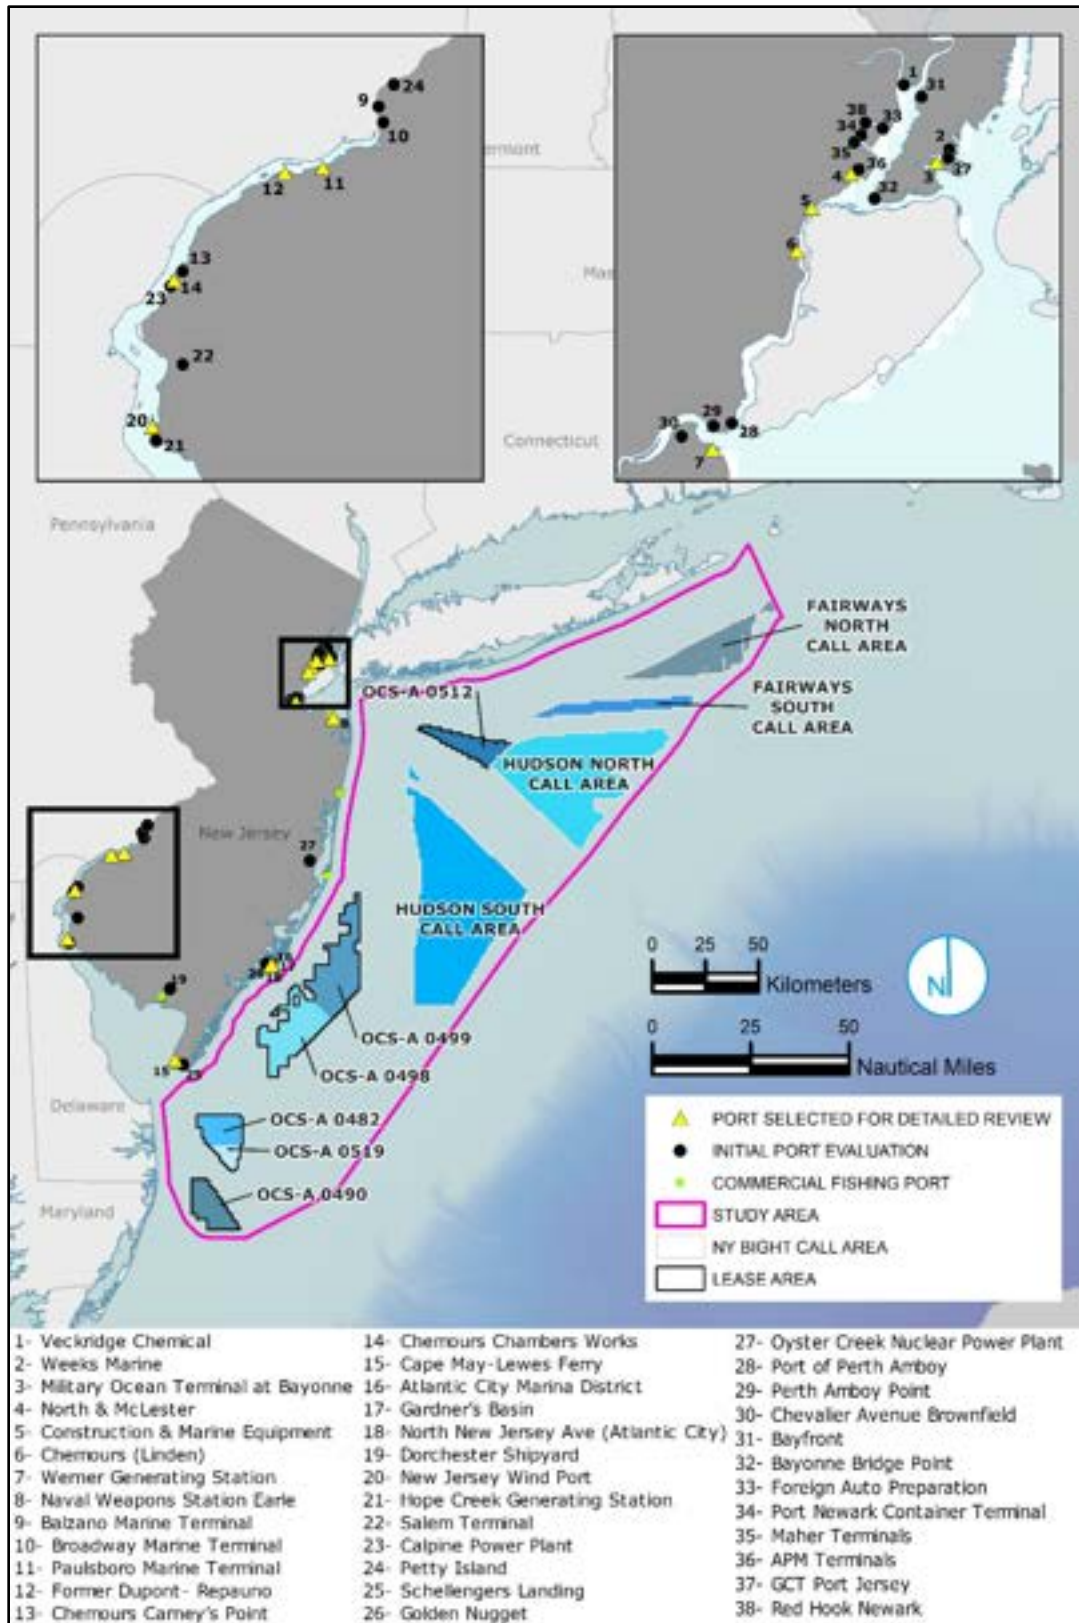 24
9
10
12
11
13
23
14
22
20
21
ermont
Mas
Connecticut
1
31
38
33
34
2
35
36
4
3
37
32
5
6
29
30
28
7
Pennsylvania
FAIRWAYS
NORTH
CALL AREA
OCS-A 0512
FAIRWAYS
SOUTH
CALL AREA
HUDSON NORTH
CALL AREA
New Jersey
27
HUDSON SOUTH
CALL AREA
0 25 50
Kilometers
N
0 25 50
Nautical Miles
19
OCS-A 0499
OCS-A 0498
15
Delaware
OCS-A 0482
OCS-A 0519
OCS-A 0490
Maryland
PORT SELECTED FOR DETAILED REVIEW
INITIAL PORT EVALUATION
COMMERCIAL FISHING PORT
STUDY AREA
NY BIGHT CALL AREA
LEASE AREA
1- Veckridge Chemical
2- Weeks Marine
3- Military Ocean Terminal at Bayonne
4- North & McLester
5- Construction & Marine Equipment
6- Chemours (Linden)
7- Werner Generating Station
8- Naval Weapons Station Earle
9- Balzano Marine Terminal
10- Broadway Marine Terminal
11- Paulsboro Marine Terminal
12- Former Dupont- Repauno
13- Chemours Carney's Point
14- Chemours Chambers Works
15- Cape May-Lewes Ferry
16- Atlantic City Marina District
17- Gardner's Basin
18- North New Jersey Ave (Atlantic City)
19- Dorchester Shipyard
20- New Jersey Wind Port
21- Hope Creek Generating Station
22- Salem Terminal
23- Calpine Power Plant
24- Petty Island
25- Schellengers Landing
26- Golden Nugget
27- Oyster Creek Nuclear Power Plant
28- Port of Perth Amboy
29- Perth Amboy Point
30- Chevalier Avenue Brownfield
31- Bayfront
32- Bayonne Bridge Point
33- Foreign Auto Preparation
34- Port Newark Container Terminal
35- Maher Terminals
36- APM Terminals
37- GCT Port Jersey
38- Red Hook Newark